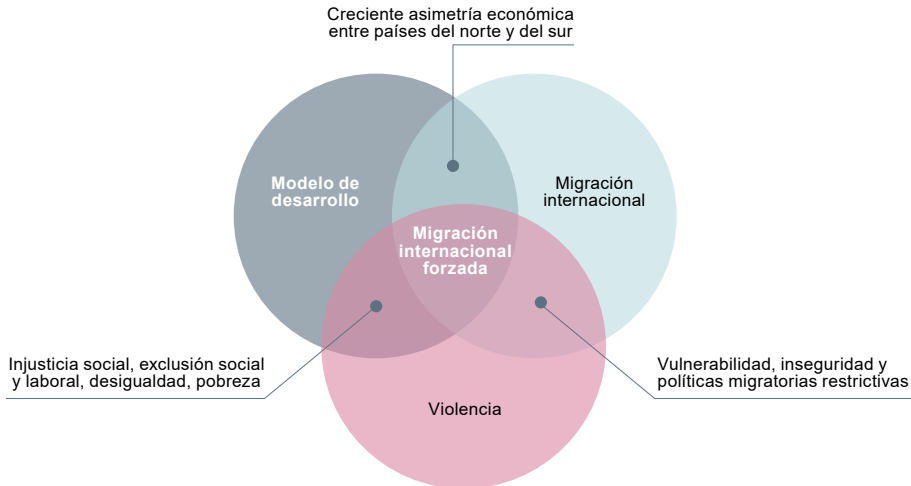 Creciente asimetría económica
entre países del norte y del sur
Modelo de
desarrollo
Migración
internacional
Migración
internacional
forzada
Injusticia social, exclusión social
y laboral, desigualdad, pobreza
Vulnerabilidad, inseguridad y
políticas migratorias restrictivas
Violencia